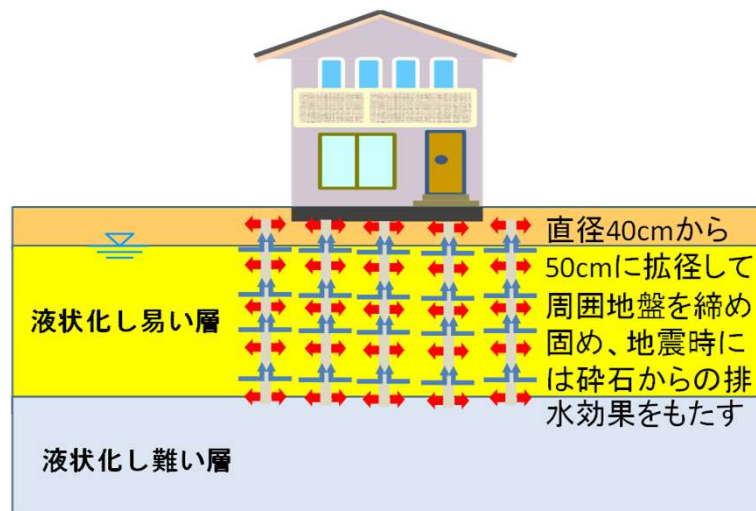 直径40cmから
50cmに拡径して
周囲地盤を締め
固め、地震時に
は砕石からの排
水効果をもたす
液状化し易い層
液状化し難い層